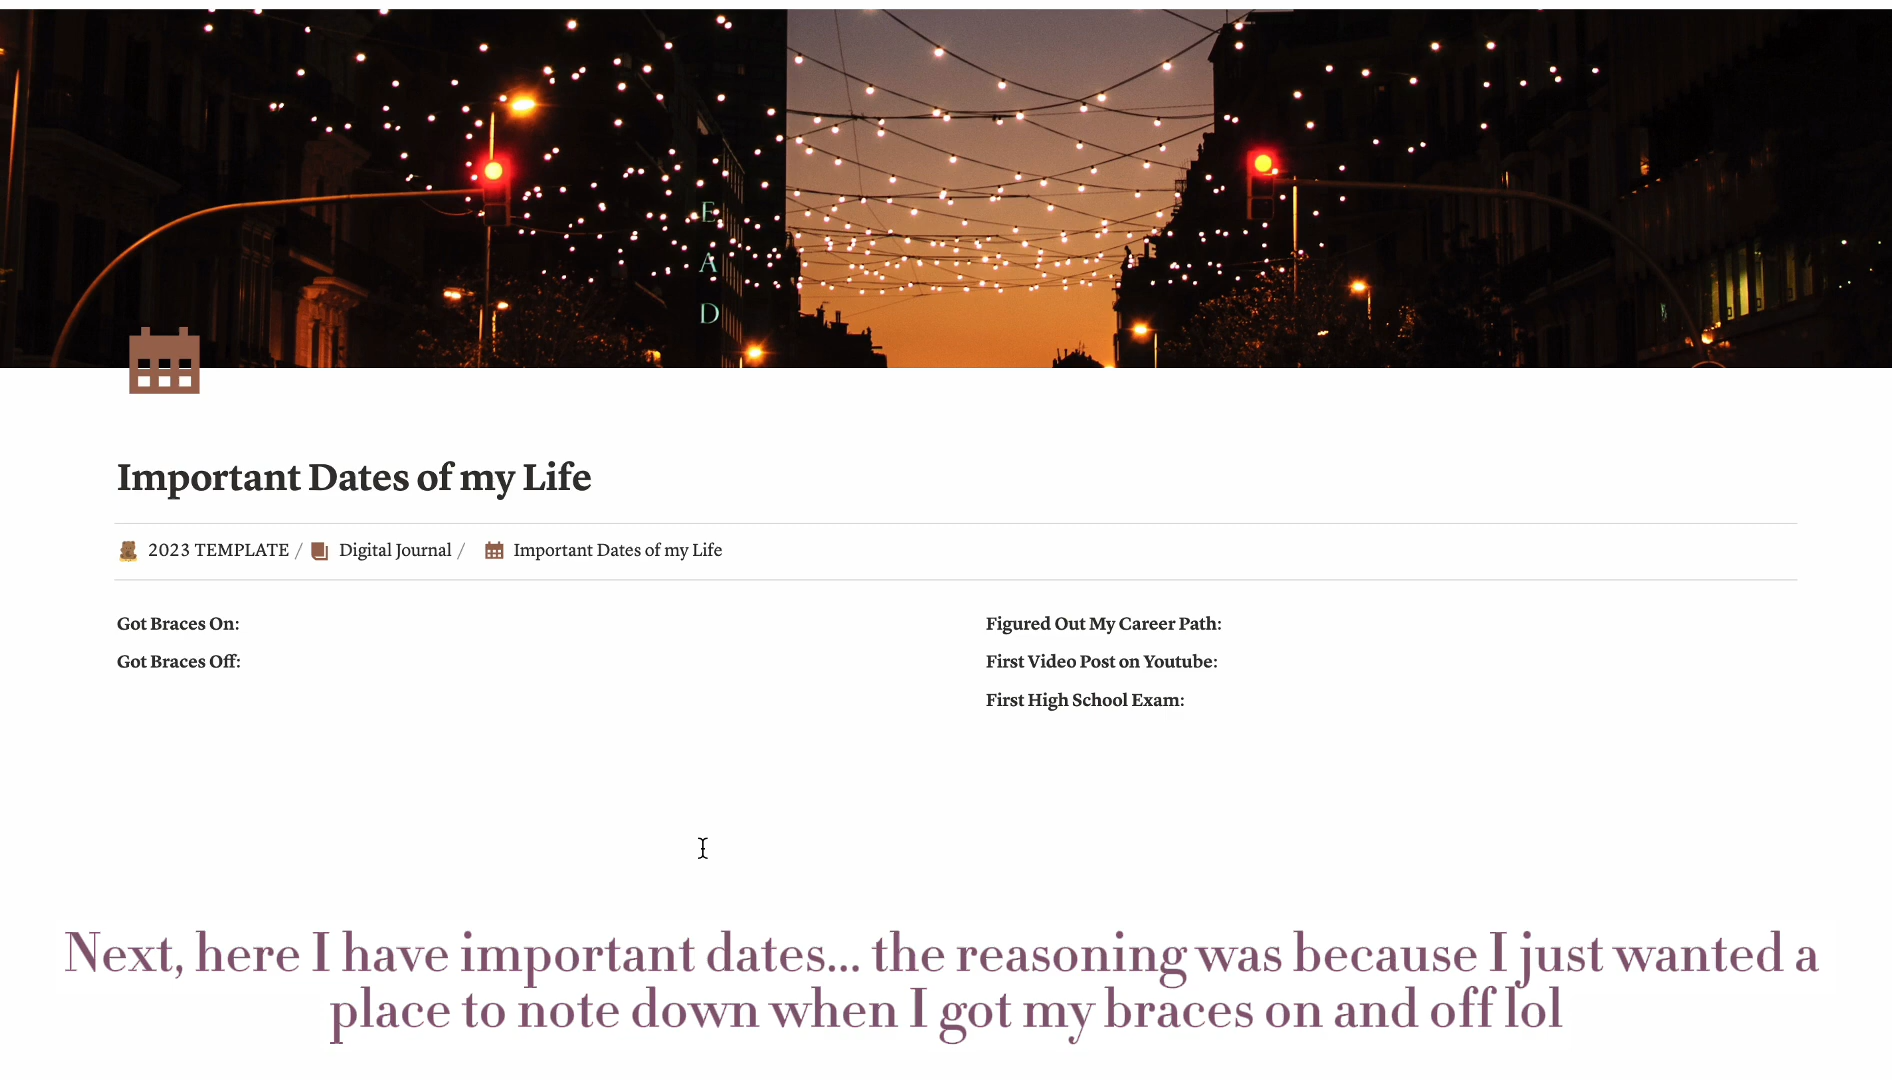 E
A
D
Important Dates of my Life
2023 TEMPLATE / Digital Journal / Important Dates of my Life
Got Braces On:
Got Braces Off:
Figured Out My Career Path:
First Video Post on Youtube:
First High School Exam:
Next, here I have important dates... the reasoning was because I just wanted a
place to note down when I got my braces on and off lol